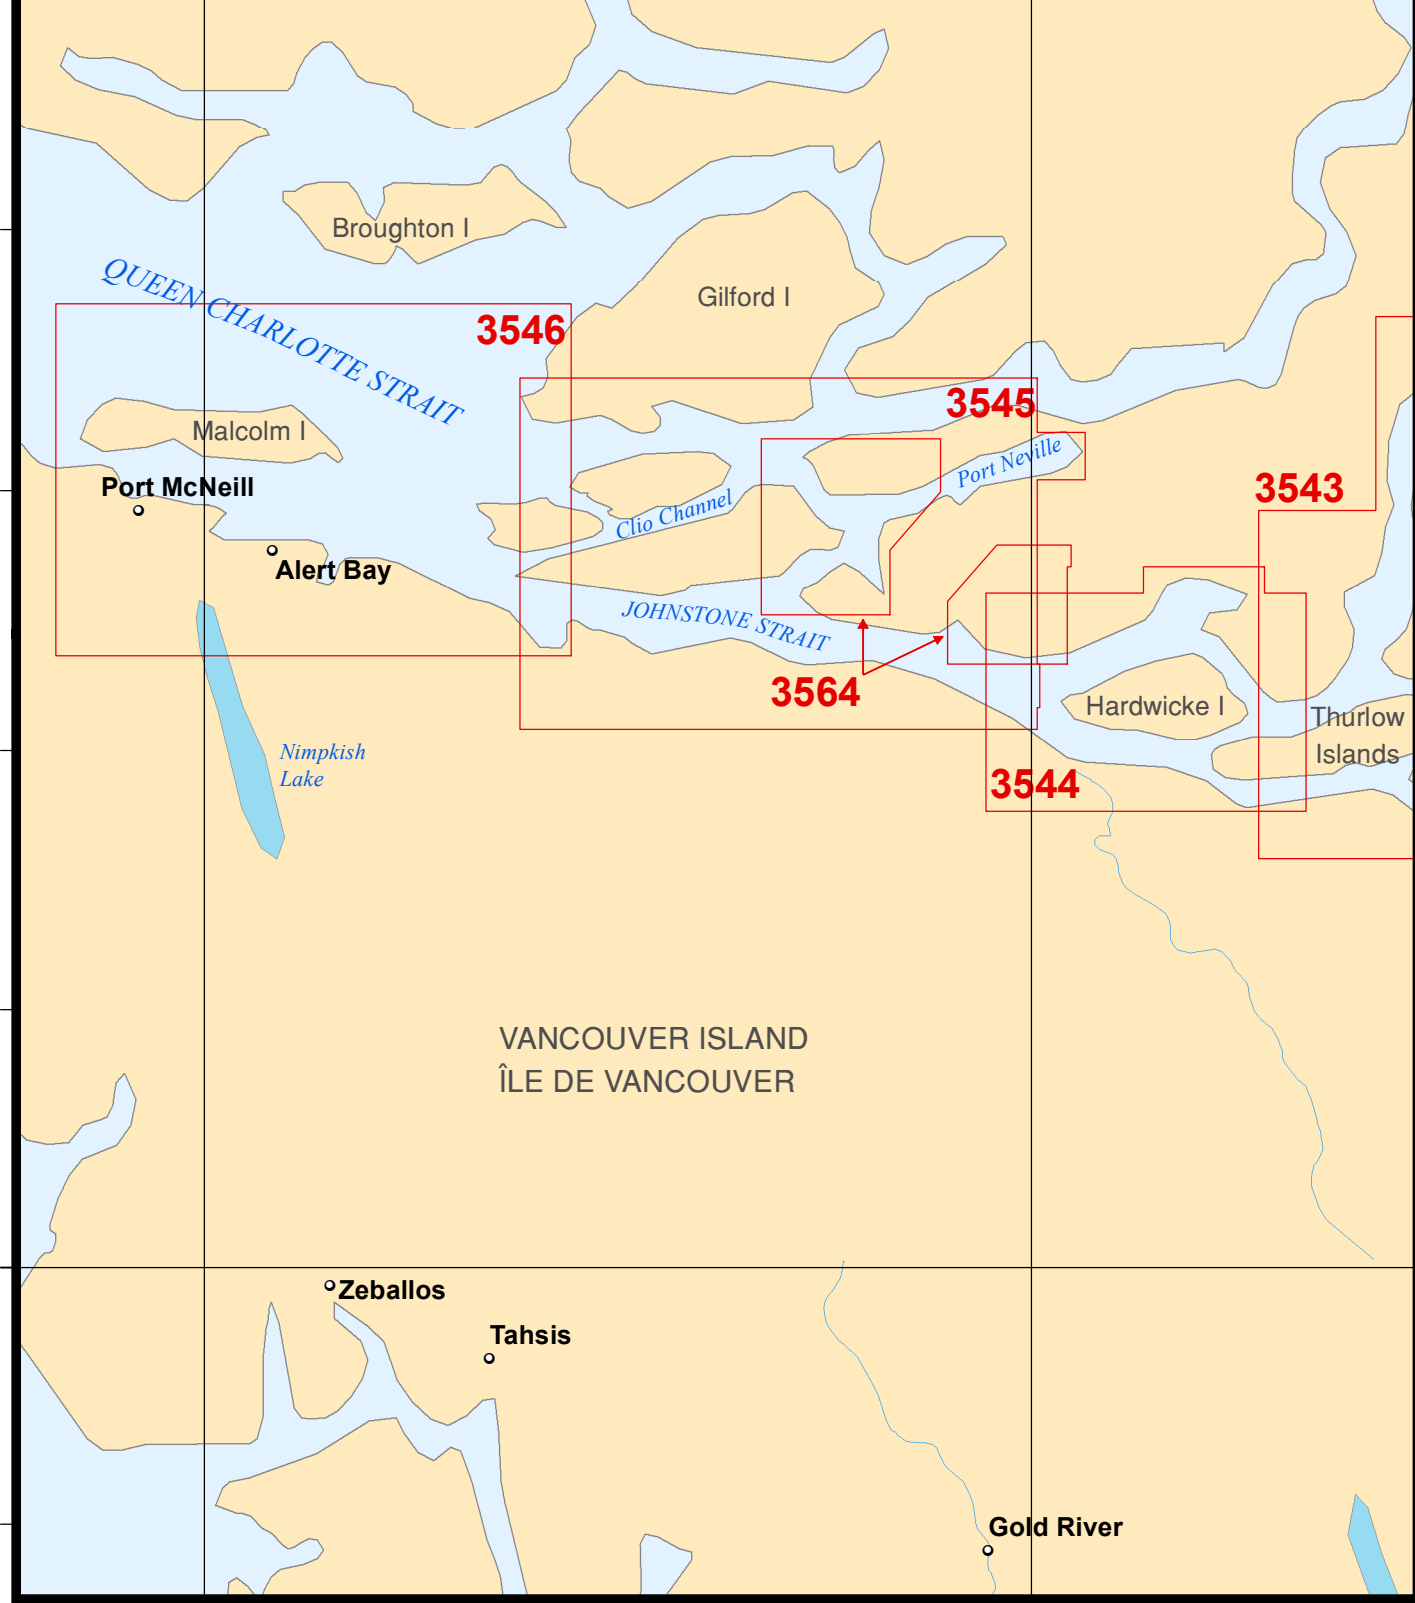 Broughton I
QUEEN CHARLOTTE STRAIT
Gilford I
3546
3545
Malcolm I
Port Neville
Port McNeill
3543
Clio Channel
Alert Bay
JOHNSTONE STRAIT
3564
Hardwicke I
Thurlow
Islands
Nimpkish
Lake
3544
VANCOUVER ISLAND
ÎLE DE VANCOUVER
Zeballos
Tahsis
Gold River